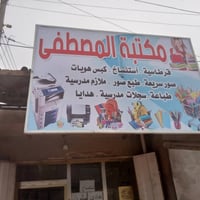 مكتبة المصطفى
قرطاسية . استنساخ . كبس هويات
صور سريعة . طبع صور . ملازم مدرسية
طباعة . سجلات مدرسية . هدايا